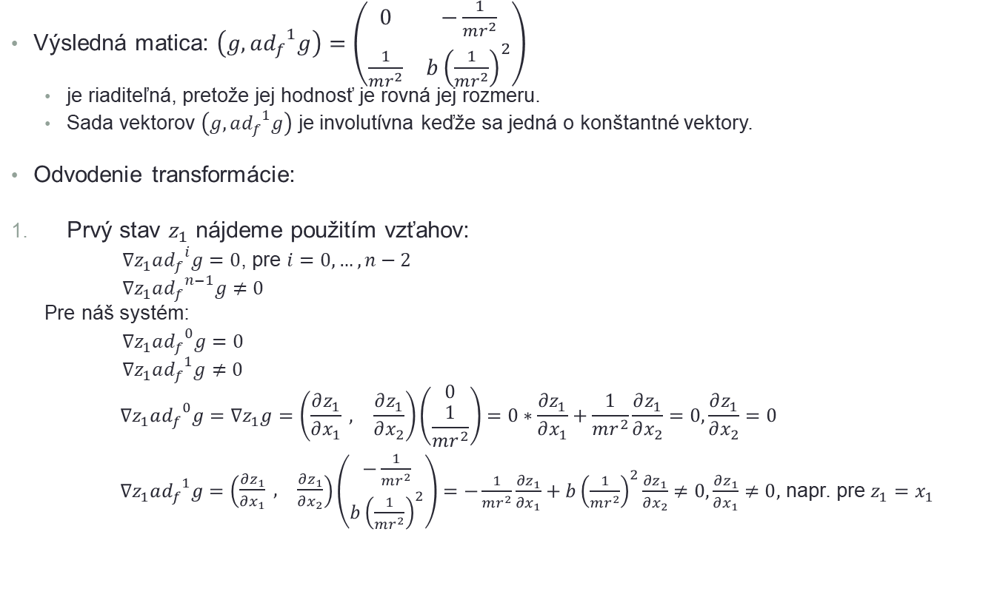 • Výsledná matica: $(g, ad_f{}^1 g) = \begin{pmatrix} 0 & -\frac{1}{mr^2} \\ \frac{1}{mr^2} & b\left(\frac{1}{mr^2}\right)^2 \end{pmatrix}$
• je riaditeľná, pretože jej hodnosť je rovná jej rozmeru.
• Sada vektorov $(g, ad_f{}^1 g)$ je involutívna keďže sa jedná o konštantné vektory.
• Odvodenie transformácie:
1. Prvý stav $z_1$ nájdeme použitím vzťahov:
$\nabla z_1 ad_f{}^i g = 0$, pre $i = 0, \ldots, n-2$
$\nabla z_1 ad_f{}^{n-1} g \neq 0$
Pre náš systém:
$\nabla z_1 ad_f{}^0 g = 0$
$\nabla z_1 ad_f{}^1 g \neq 0$
$\nabla z_1 ad_f{}^0 g = \nabla z_1 g = \left(\frac{\partial z_1}{\partial x_1}, \frac{\partial z_1}{\partial x_2}\right) \begin{pmatrix} 0 \\ \frac{1}{mr^2} \end{pmatrix} = 0 * \frac{\partial z_1}{\partial x_1} + \frac{1}{mr^2} \frac{\partial z_1}{\partial x_2} = 0, \frac{\partial z_1}{\partial x_2} = 0$
$\nabla z_1 ad_f{}^1 g = \left(\frac{\partial z_1}{\partial x_1}, \frac{\partial z_1}{\partial x_2}\right) \begin{pmatrix} -\frac{1}{mr^2} \\ b\left(\frac{1}{mr^2}\right)^2 \end{pmatrix} = -\frac{1}{mr^2} \frac{\partial z_1}{\partial x_1} + b\left(\frac{1}{mr^2}\right)^2 \frac{\partial z_1}{\partial x_2} \neq 0, \frac{\partial z_1}{\partial x_1} \neq 0$, napr. pre $z_1 = x_1$